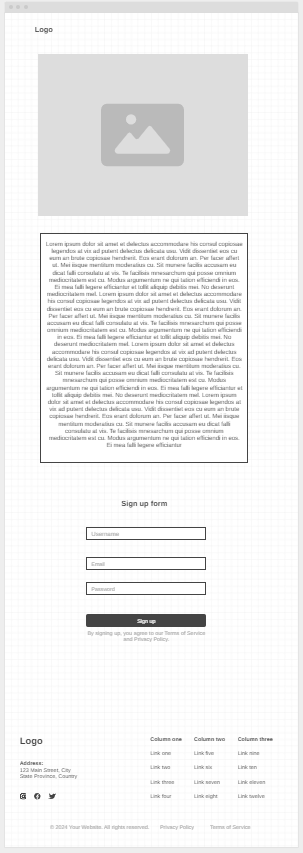 Logo
Lorem ipsum dolor sit amet ei delectus accommodare his consul copiosae
legendos at vix ad putent delectus delicata usu. Vidit dissentiet eos cu
eum an brute copiosae hendrerit. Eos erant dolorum an. Per facer affert
ut. Mei iisque mentitum moderatius cu. Sit munere facilis accusam eu
dicat falli consulatu at vis. Te facilisis mnesarchum qui posse omnium
mediocritatem eu cu. Modus argumentum ne qui tation efficiendi in eos.
Ei mea falli legere efficiantur et tollit aliquip debitis mei. No deserunt
mediocritatem mel. Lorem ipsum dolor si amet ei delectus accommodare
his consul copiosae legendos at vix ad putent delectus delicata usu. Vidit
dissentiet eos cu eum an brute copiosae hendrerit. Eos erant dolorum an.
Per facer affert ut. Mei iisque mentitum moderatius cu. Sit munere facilis
accusam eu dicat falli consulatu at vis. Te facilisis mnesarchum qui posse
omnium mediocritatem eu cu. Modus argumentum ne qui tation efficiendi
in eos. Ei mea falli legere efficiantur et tollit aliquip debitis mei. No
deserunt mediocritatem mel. Lorem ipsum dolor sit amet ei delectus
accommodare his consul copiosae legendos at vix ad putent delectus
delicata usu. Vidit dissentiet eos cu eum an brute copiosae hendrerit. Eos
erant dolorum an. Per facer affert ut. Mei iisque mentitum moderatius cu.
Sit munere facilis accusam eu dicat falli consulatu at vis. Te facilisis
mnesarchum qui posse omnium mediocritatem eu cu. Modus
argumentum ne qui tation efficiendi in eos. Ei mea falli legere efficiantur et
tollit aliquip debitis mei. No deserunt mediocritatem mel. Lorem ipsum
dolor si amet ei delectus accommodare his consul copiosae legendos at
vix ad putent delectus delicata usu. Vidit dissentiet eos cu eum an brute
copiosae hendrerit. Eos erant dolorum an. Per facer affert ut. Mei iisque
mentitum moderatius cu. Sit munere facilis accusam eu dicat falli
consulatu at vis. Te facilisis mnesarchum qui posse omnium
mediocritatem eu cu. Modus argumentum ne qui tation efficiendi in eos.
Ei mea falli legere efficiantur
Sign up form
Username
Email
Password
Sign up
By signing up, you agree to our Terms of Service
and Privacy Policy.
Logo
Address:
123 Main Street, City
State Province, Country
Column one
Link one
Link two
Link three
Link four
Column two
Link five
Link six
Link seven
Link eight
Column three
Link nine
Link ten
Link eleven
Link twelve
© 2024 Your Website. All rights reserved. Privacy Policy Terms of Service